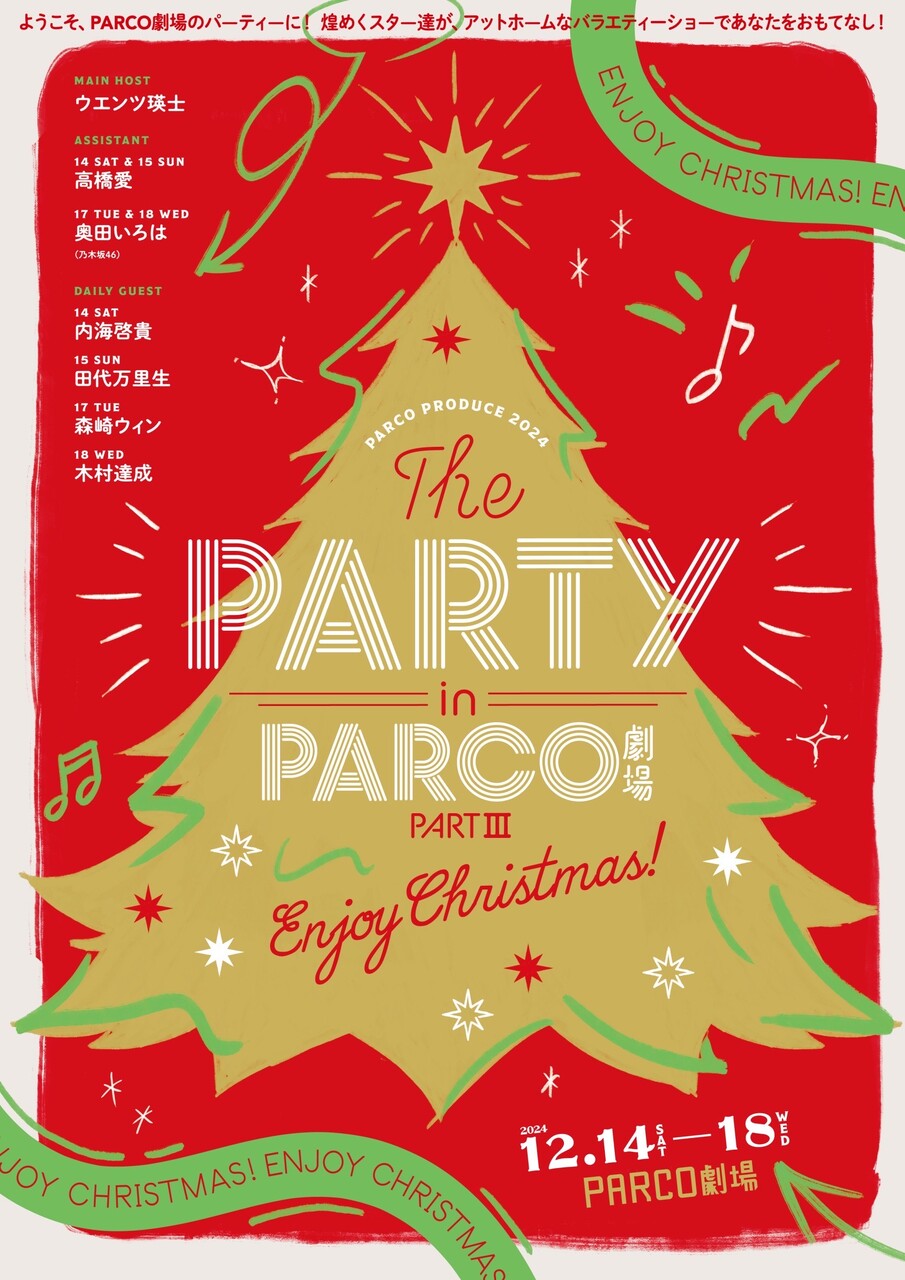 ようこそ、PARCO劇場のパーティーに！ 煌めくスター達が、アットホームなバラエティーショーであなたをおもてなし！
ENJOY CHRISTMAS! EN
MAIN HOST
ウエンツ瑛士
ASSISTANT
14 SAT & 15 SUN
高橋愛
17 TUE & 18 WED
奥田いろは
(乃木坂46)
DAILY GUEST
14 SAT
内海啓貴
15 SUN
田代万里生
17 TUE
森崎ウィン
18 WED
木村達成
PARCO PRODUCE 2024
The
PARTY
in
PARCO劇場
PART III
Enjoy Christmas!
2024
12.14 SAT — 18 WED
PARCO劇場
JOY CHRISTMAS! ENJOY CHRISTMAS